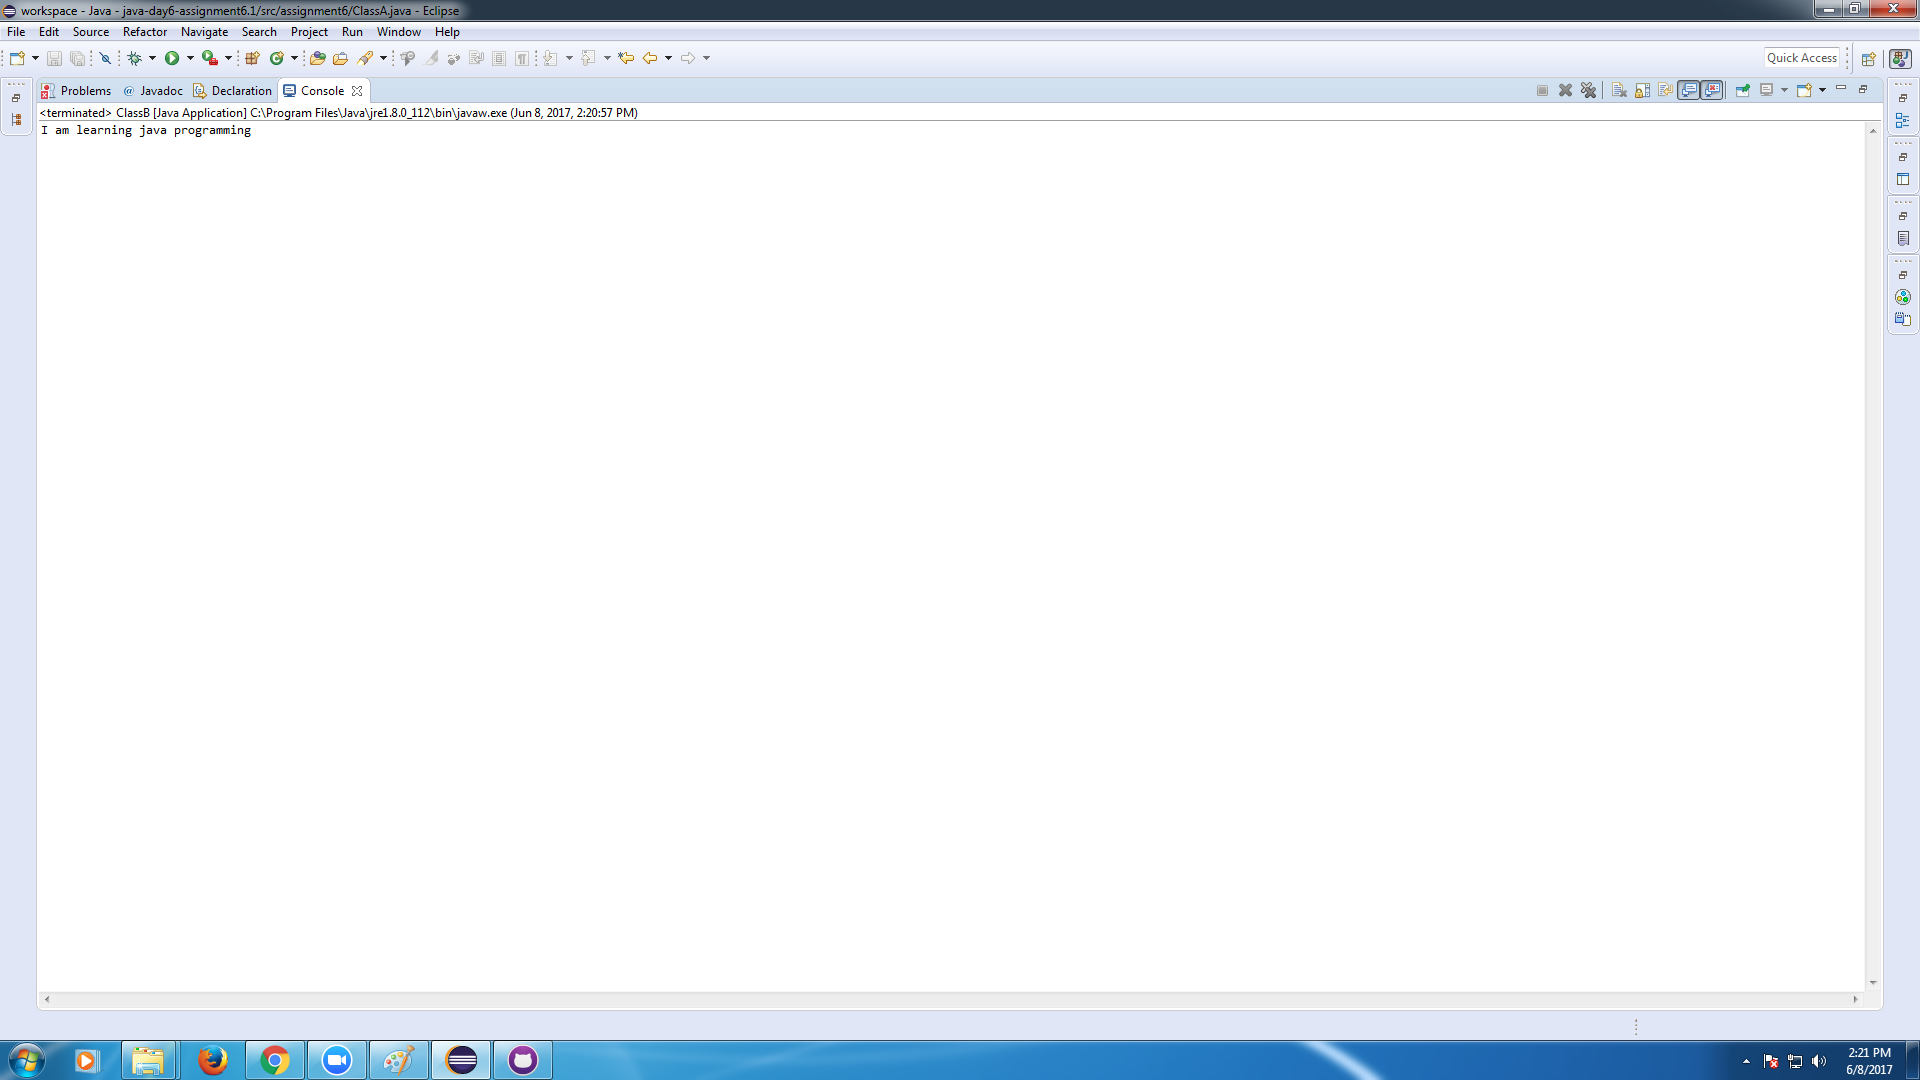 workspace - Java - java-day6-assignment6.1/src/assignment6/ClassA.java - Eclipse
File Edit Source Refactor Navigate Search Project Run Window Help
Quick Access
Problems @ Javadoc Declaration Console
<terminated> ClassB [Java Application] C:\Program Files\Java\jre1.8.0_112\bin\javaw.exe (Jun 8, 2017, 2:20:57 PM)
I am learning java programming
2:21 PM
6/8/2017